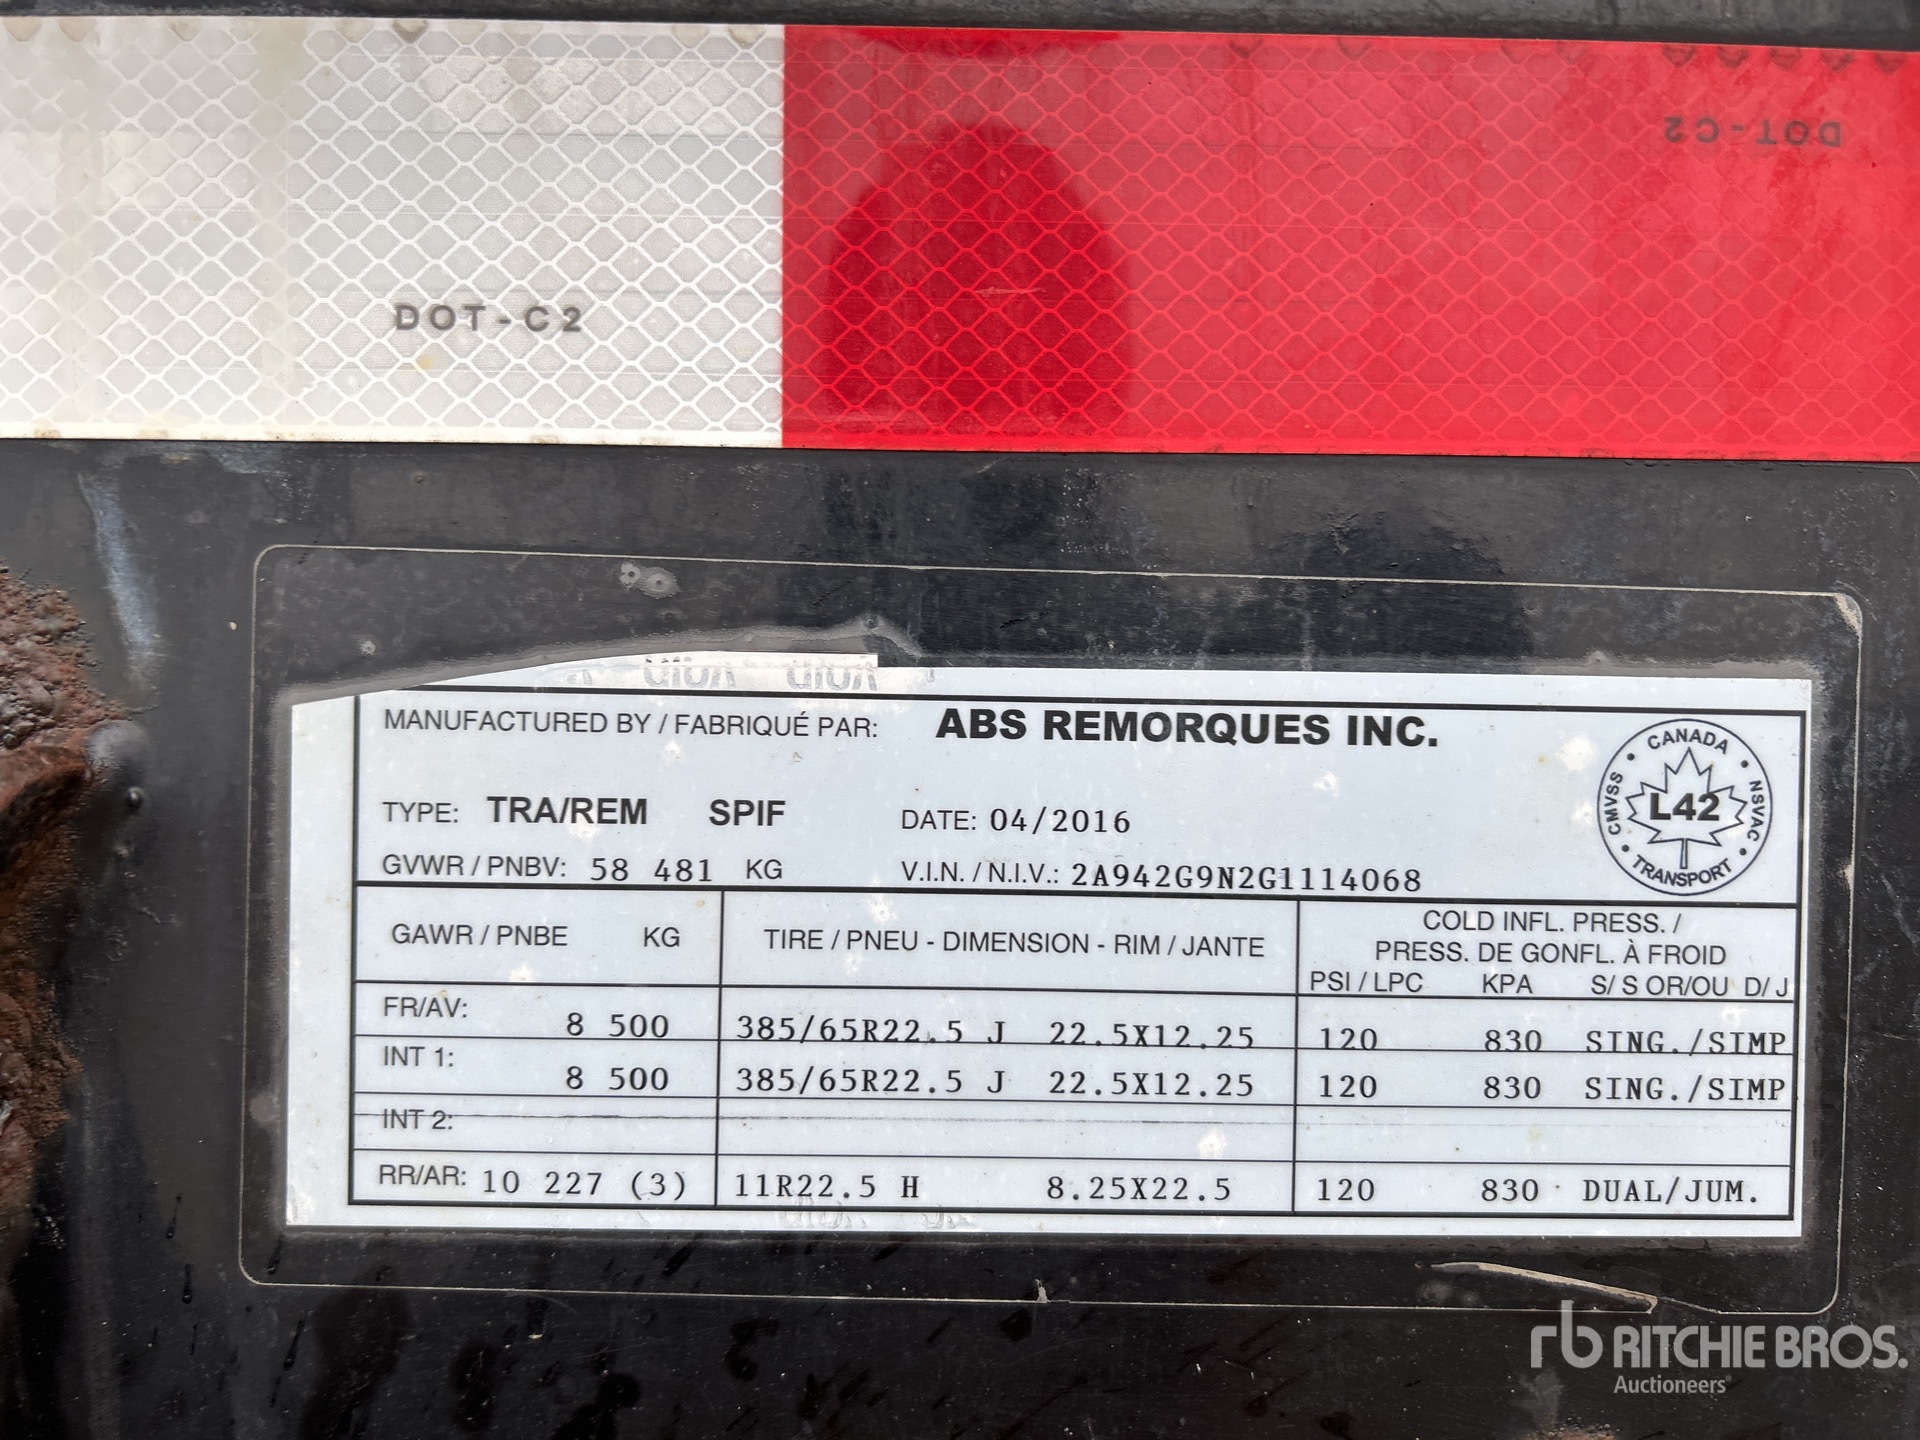 DOT-C2
DOT-C2
MANUFACTURED BY / FABRIQUÉ PAR: ABS REMORQUES INC.
TYPE: TRA/REM SPIF DATE: 04/2016
GVWR / PNBV: 58 481 KG V.I.N. / N.I.V.: 2A942G9N2G1114068
CANADA
CMVSS L42 NSVAC
TRANSPORT
GAWR / PNBE KG TIRE / PNEU - DIMENSION - RIM / JANTE COLD INFL. PRESS. /
PRESS. DE GONFL. À FROID
PSI / LPC KPA S/ S OR/OU D/ J
FR/AV: 8 500 385/65R22.5 J 22.5X12.25 120 830 SING./SIMP
INT 1: 8 500 385/65R22.5 J 22.5X12.25 120 830 SING./SIMP
INT 2:
RR/AR: 10 227 (3) 11R22.5 H 8.25X22.5 120 830 DUAL/JUM.
rb RITCHIE BROS.
Auctioneers